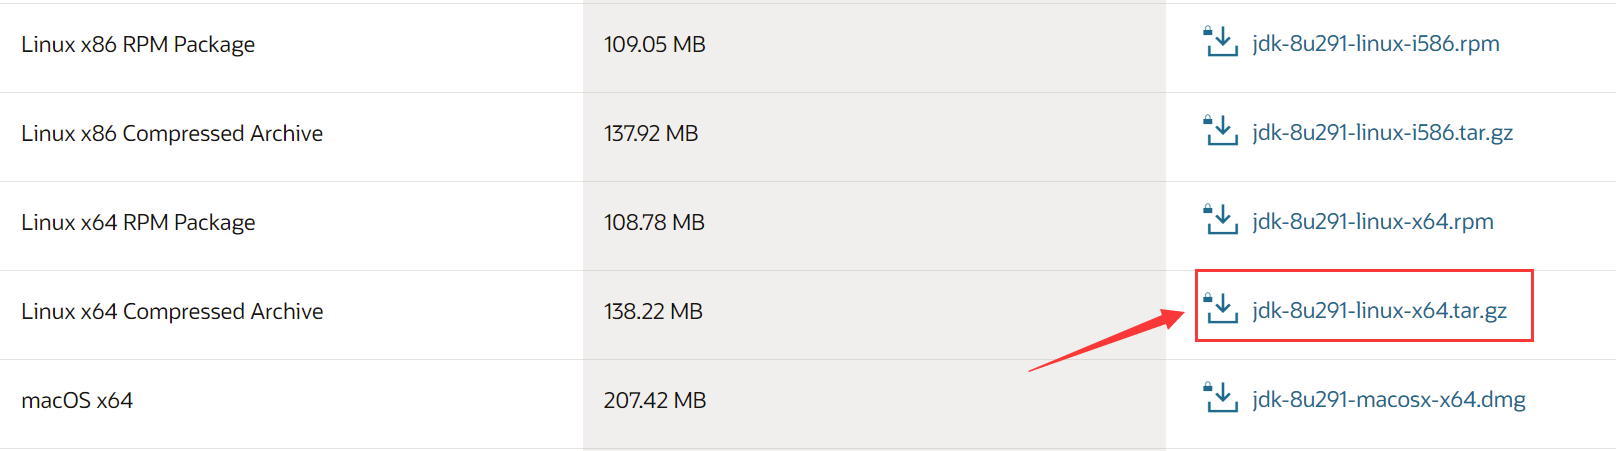 Linux x86 RPM Package 109.05 MB jdk-8u291-linux-i586.rpm
Linux x86 Compressed Archive 137.92 MB jdk-8u291-linux-i586.tar.gz
Linux x64 RPM Package 108.78 MB jdk-8u291-linux-x64.rpm
Linux x64 Compressed Archive 138.22 MB jdk-8u291-linux-x64.tar.gz
macOS x64 207.42 MB jdk-8u291-macosx-x64.dmg